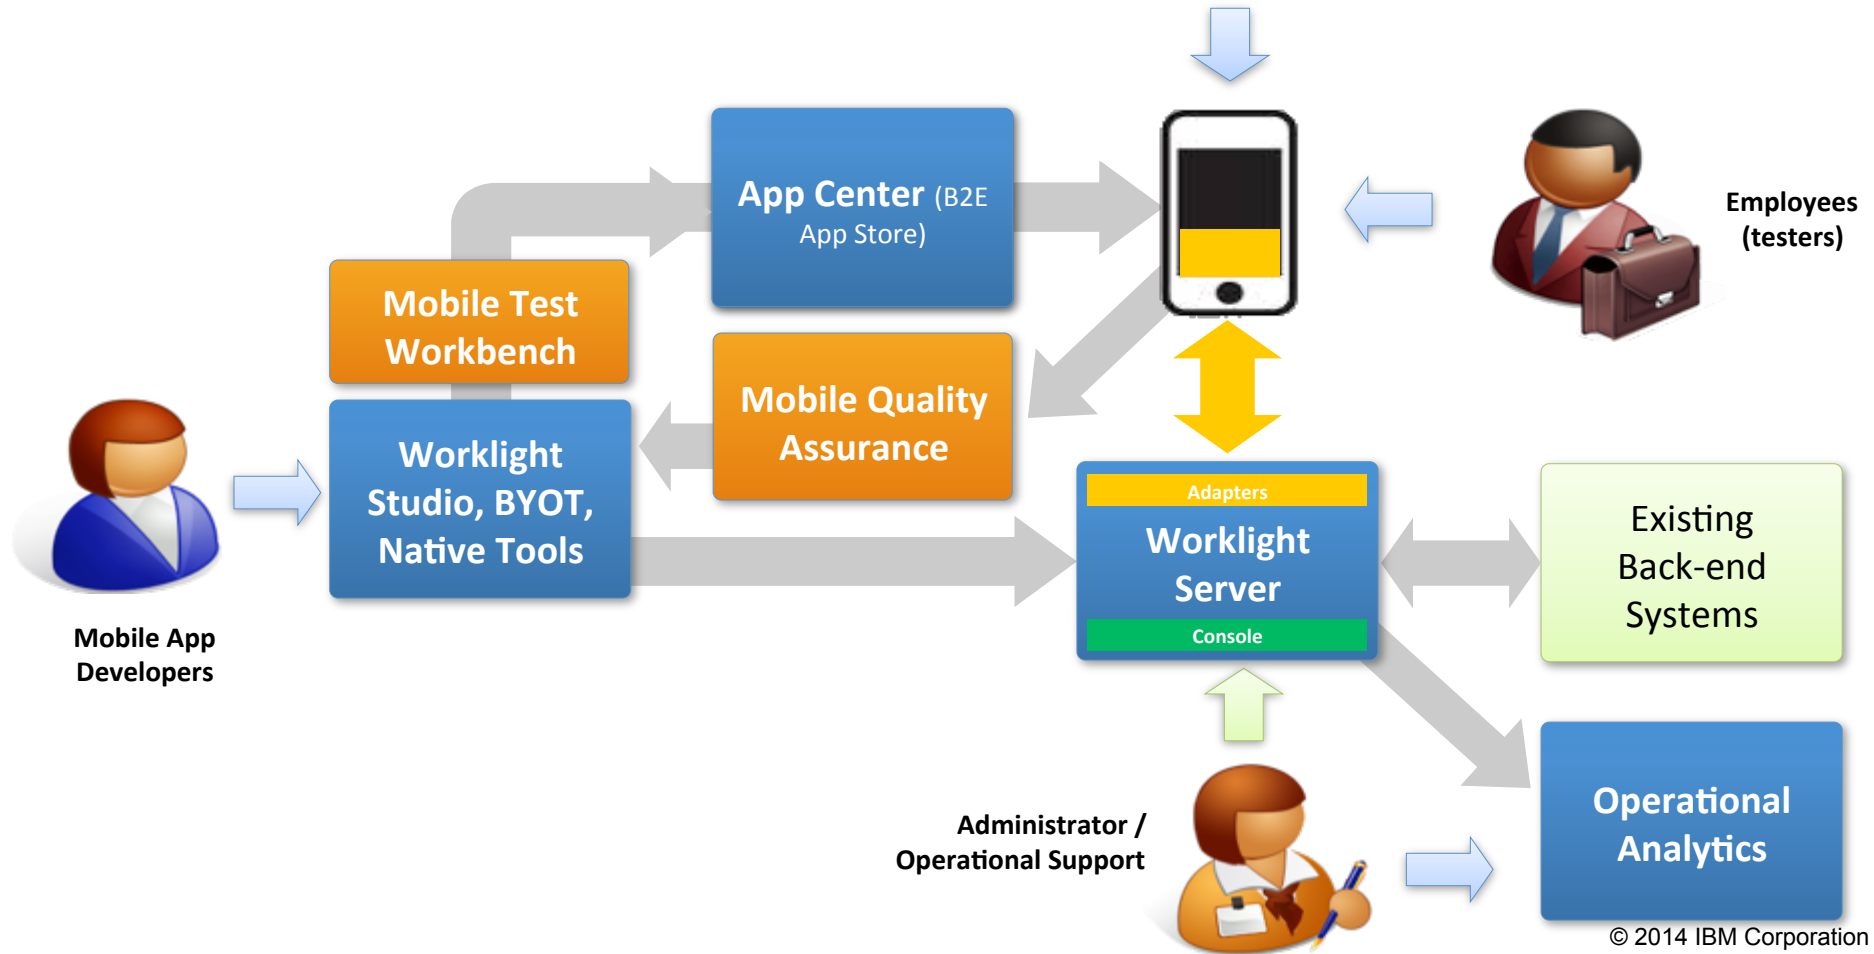 App Center (B2E
App Store)
Employees
(testers)
Mobile Test
Workbench
Mobile Quality
Assurance
Worklight
Studio, BYOT,
Native Tools
Mobile App
Developers
Adapters
Worklight
Server
Console
Existing
Back-end
Systems
Administrator /
Operational Support
Operational
Analytics
© 2014 IBM Corporation